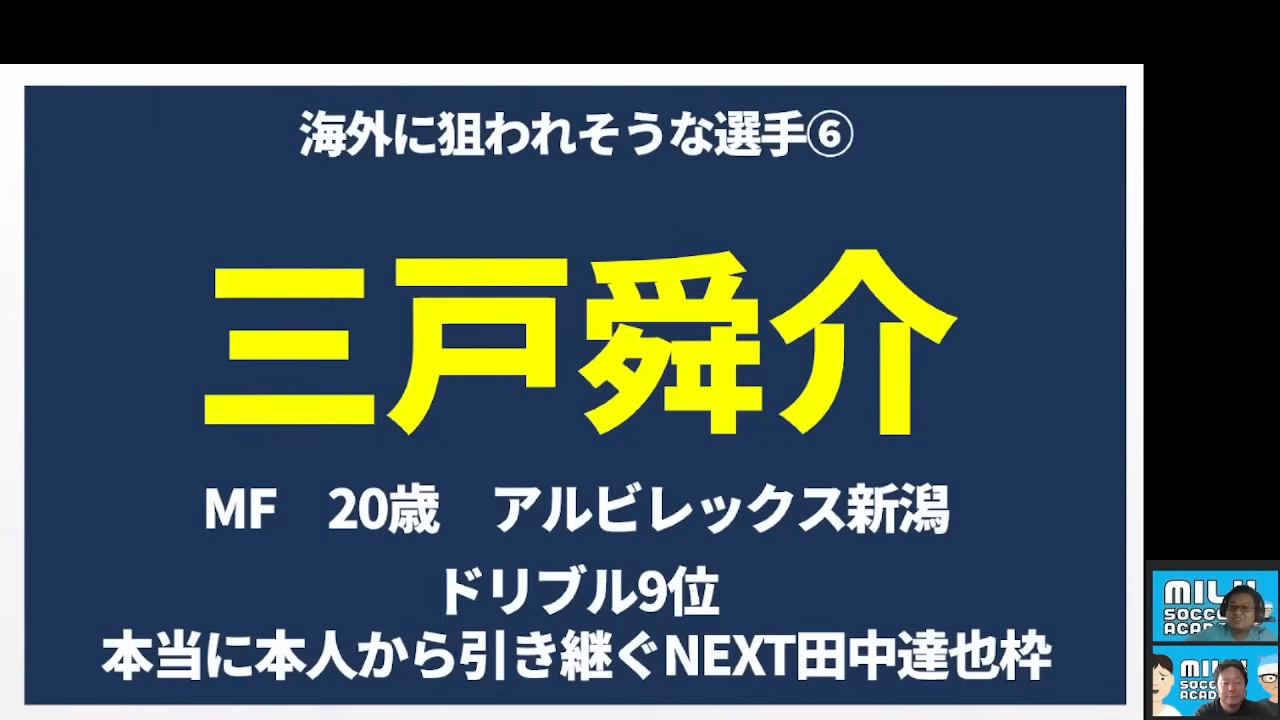 海外に狙われそうな選手⑥
三戸舜介
MF　20歳　アルビレックス新潟
ドリブル9位
本当に本人から引き継ぐNEXT田中達也枠